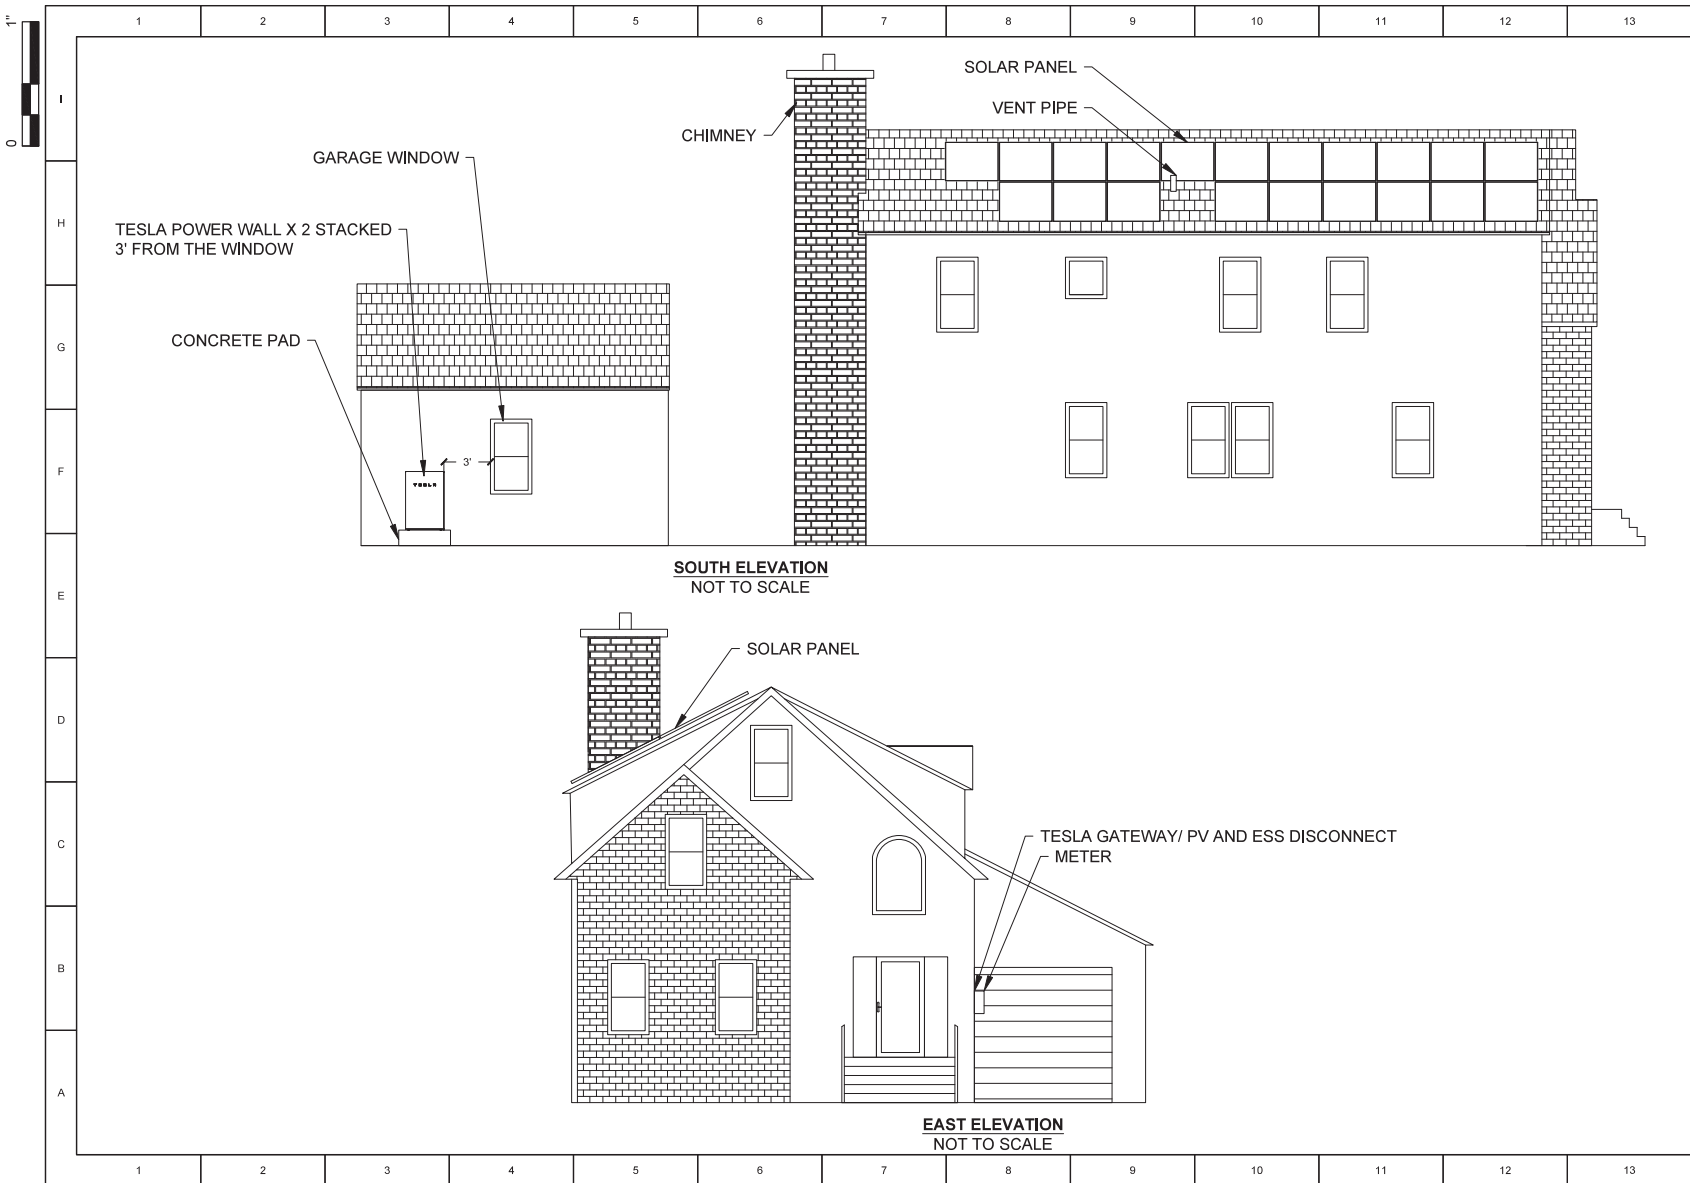 1 2 3 4 5 6 7 8 9 10 11 12 13
1"
0
I
H
G
F
E
D
C
B
A
SOLAR PANEL
VENT PIPE
CHIMNEY
GARAGE WINDOW
TESLA POWER WALL X 2 STACKED
3' FROM THE WINDOW
CONCRETE PAD
3'
TESLA
SOUTH ELEVATION
NOT TO SCALE
SOLAR PANEL
TESLA GATEWAY/ PV AND ESS DISCONNECT
METER
EAST ELEVATION
NOT TO SCALE
1 2 3 4 5 6 7 8 9 10 11 12 13